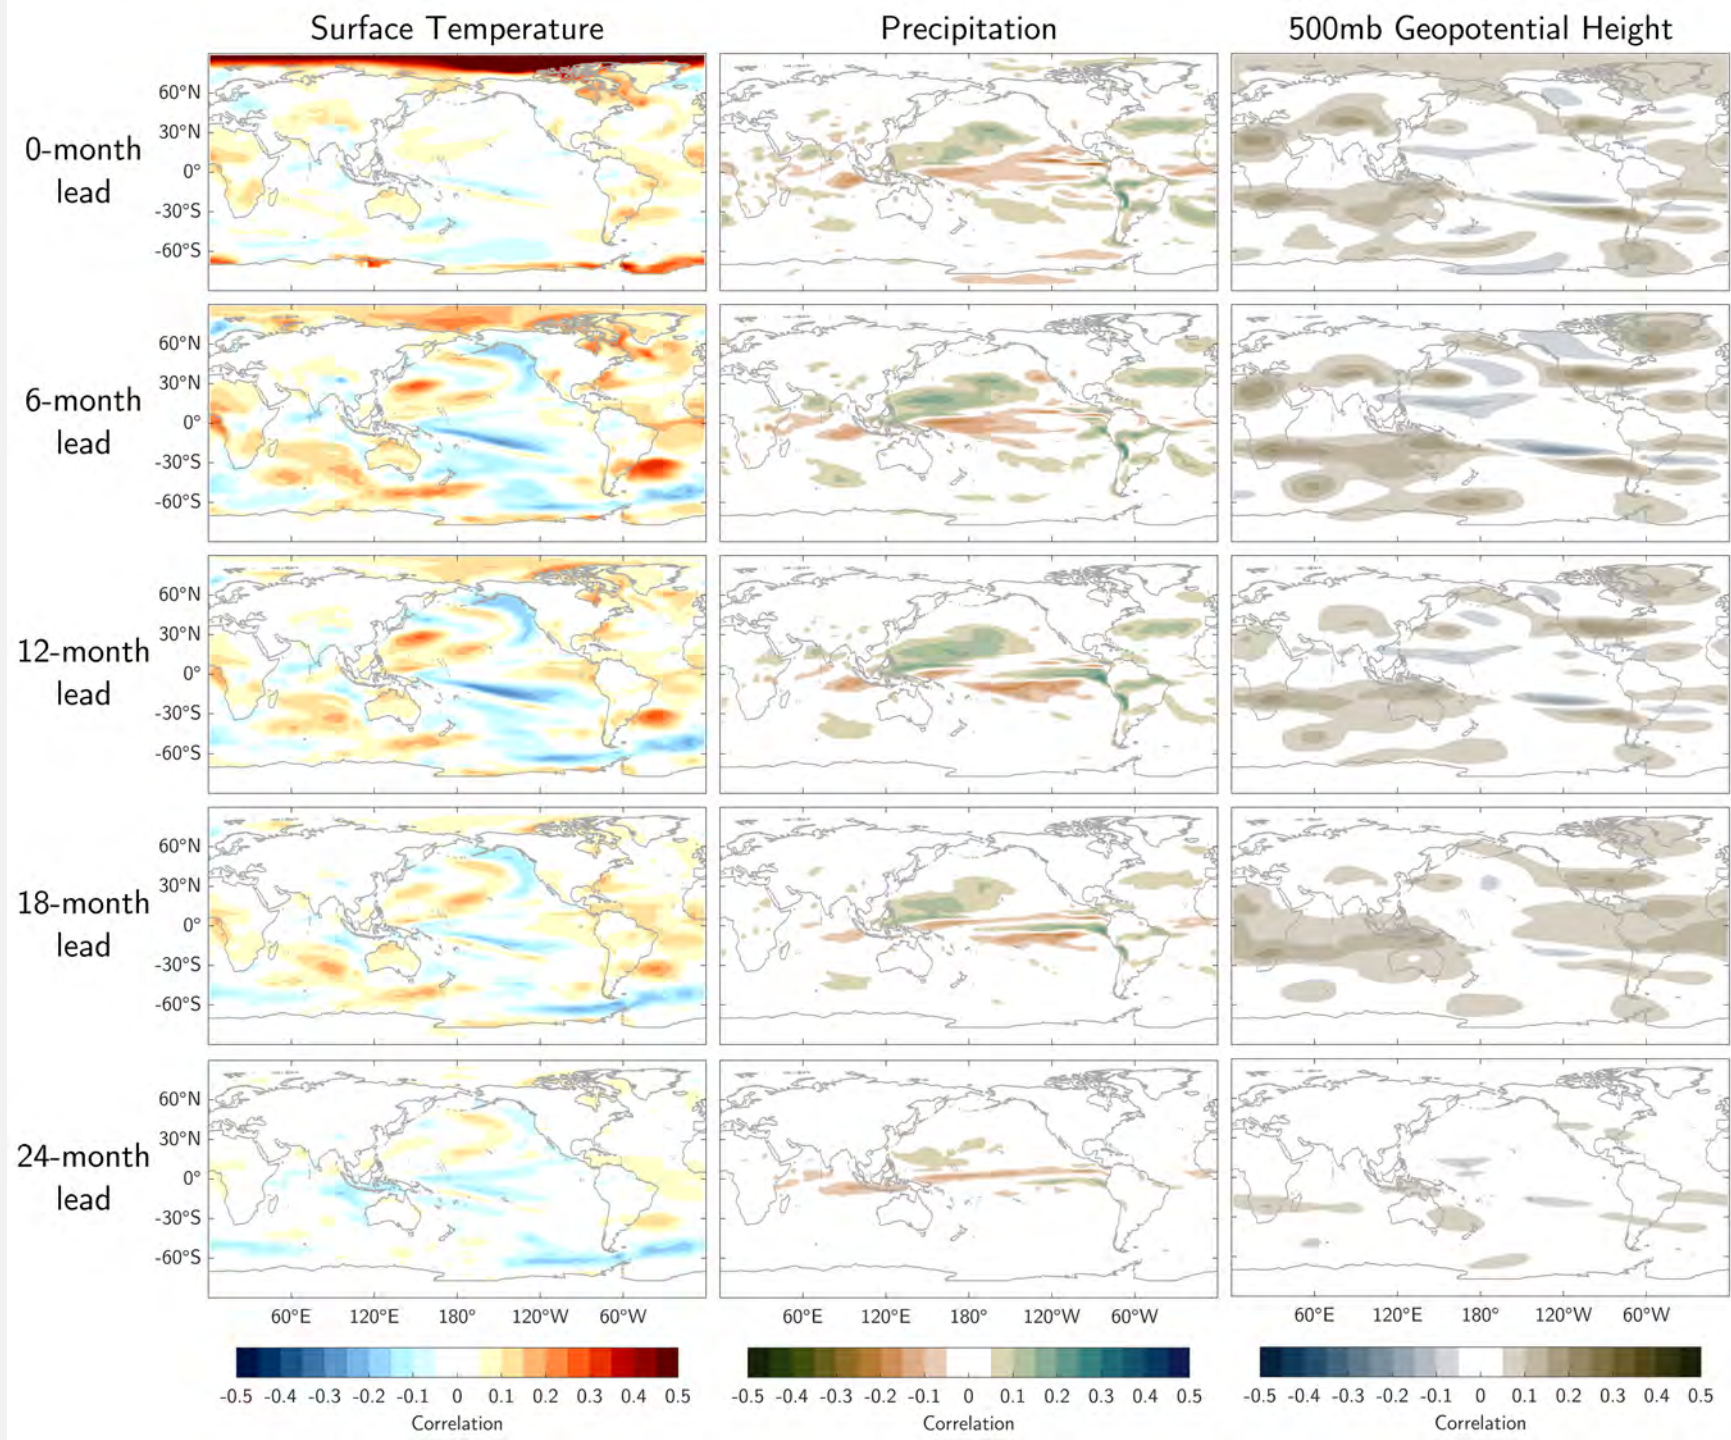 Surface Temperature Precipitation 500mb Geopotential Height
0-month
lead
60°N
30°N
0°
-30°S
-60°S
6-month
lead
60°N
30°N
0°
-30°S
-60°S
12-month
lead
60°N
30°N
0°
-30°S
-60°S
18-month
lead
60°N
30°N
0°
-30°S
-60°S
24-month
lead
60°N
30°N
0°
-30°S
-60°S
60°E 120°E 180° 120°W 60°W 60°E 120°E 180° 120°W 60°W 60°E 120°E 180° 120°W 60°W
-0.5 -0.4 -0.3 -0.2 -0.1 0 0.1 0.2 0.3 0.4 0.5 -0.5 -0.4 -0.3 -0.2 -0.1 0 0.1 0.2 0.3 0.4 0.5 -0.5 -0.4 -0.3 -0.2 -0.1 0 0.1 0.2 0.3 0.4 0.5
Correlation Correlation Correlation